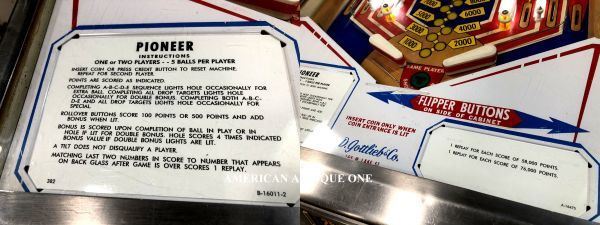 PIONEER
INSTRUCTIONS
ONE or TWO PLAYERS - - 5 BALLS PER PLAYER
INSERT COIN OR PRESS CREDIT BUTTON TO RESET MACHINE.
REPEAT FOR SECOND PLAYER.
POINTS ARE SCORED AS INDICATED.
COMPLETING A-B-C-D-E SEQUENCE LIGHTS HOLE OCCASIONALLY FOR
EXTRA BALL. COMPLETING ALL DROP TARGETS LIGHTS HOLE
OCCASIONALLY FOR DOUBLE BONUS. COMPLETING BOTH A-B-C-
D-E AND ALL DROP TARGETS LIGHTS HOLE OCCASIONALLY FOR
SPECIAL.
ROLLOVER BUTTONS SCORE 100 POINTS OR 500 POINTS AND ADD
BONUS WHEN LIT.
BONUS IS SCORED UPON COMPLETION OF BALL IN PLAY OR IN
HOLE IF LIT FOR DOUBLE BONUS. HOLE SCORES 4 TIMES INDICATED
BONUS VALUE IF DOUBLE BONUS LIGHTS ARE LIT.
A TILT DOES NOT DISQUALIFY A PLAYER.
MATCHING LAST TWO NUMBERS IN SCORE TO NUMBER THAT APPEARS
ON BACK GLASS AFTER GAME IS OVER SCORES 1 REPLAY.
382
B-16011-2
5000
4000
3000
2000
1000
GAME PLAYER
PIONEER
INSTRUCTIONS
FLIPPER BUTTONS
ON SIDE OF CABINET
INSERT COIN ONLY WHEN
COIN ENTRANCE IS LIT
D. Gottlieb & Co.
1 REPLAY FOR EACH SCORE OF 58,000 POINTS.
1 REPLAY FOR EACH SCORE OF 76,000 POINTS.
AMERICAN ANTIQUE ONE